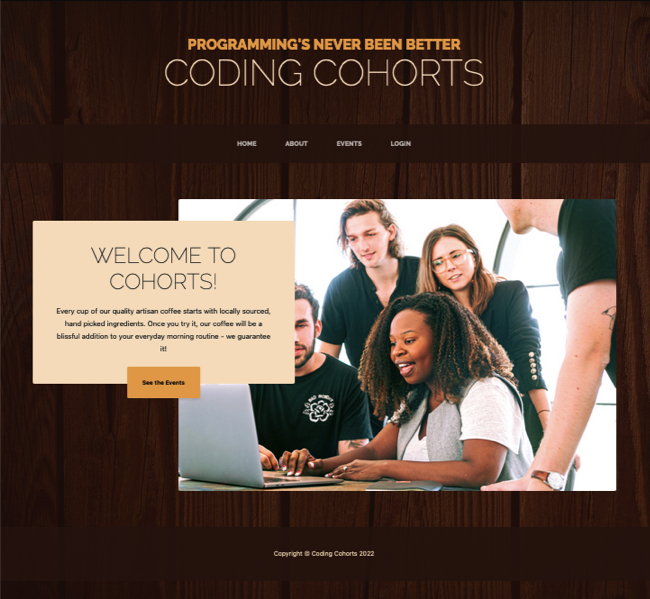 PROGRAMMING'S NEVER BEEN BETTER
CODING COHORTS
HOME ABOUT EVENTS LOGIN
WELCOME TO
COHORTS!
Every cup of our quality artisan coffee starts with locally sourced,
hand picked ingredients. Once you try it, our coffee will be a
blissful addition to your everyday morning routine - we guarantee
it!
See the Events
Copyright © Coding Cohorts 2022